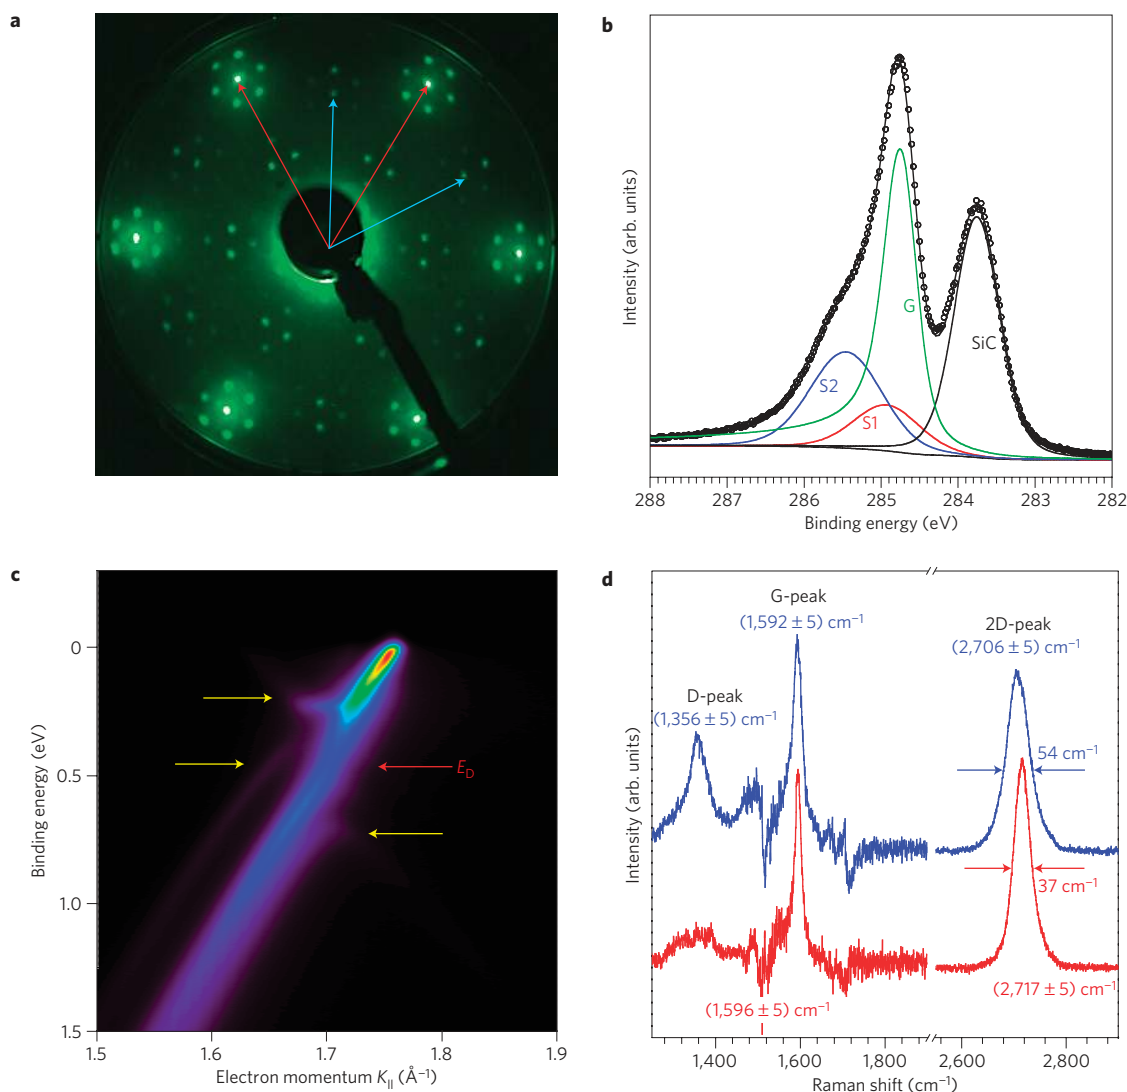 a
b
Intensity (arb. units)
G
SiC
S2
S1
288 287 286 285 284 283 282
Binding energy (eV)
c
Binding energy (eV)
0
0.5
1.0
1.5
E_D
1.5 1.6 1.7 1.8 1.9
Electron momentum K_|| (Å⁻¹)
d
Intensity (arb. units)
G-peak
(1,592 ± 5) cm⁻¹
2D-peak
(2,706 ± 5) cm⁻¹
D-peak
(1,356 ± 5) cm⁻¹
54 cm⁻¹
37 cm⁻¹
(2,717 ± 5) cm⁻¹
(1,596 ± 5) cm⁻¹
1,400 1,600 1,800 2,600 2,800
Raman shift (cm⁻¹)